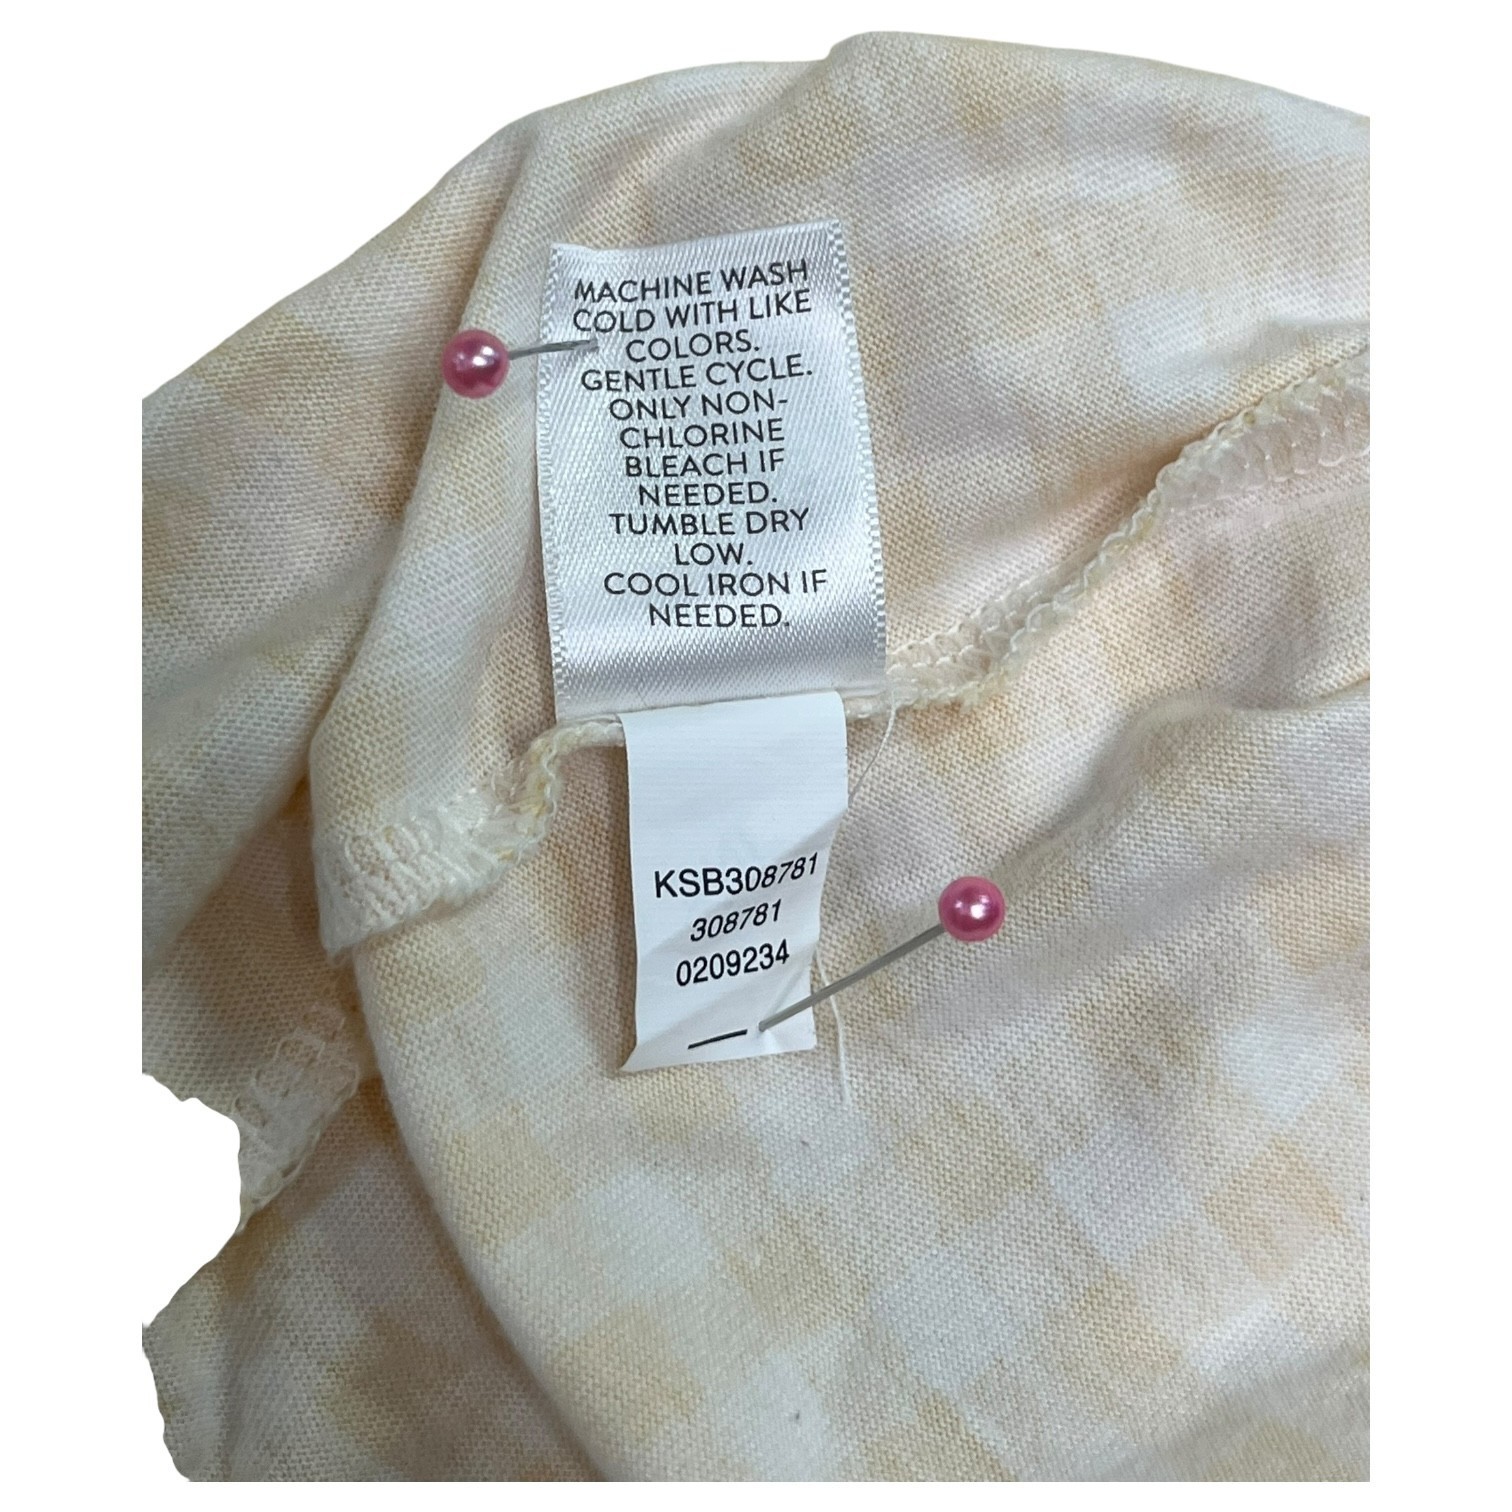 MACHINE WASH
COLD WITH LIKE
COLORS.
GENTLE CYCLE.
ONLY NON-
CHLORINE
BLEACH IF
NEEDED.
TUMBLE DRY
LOW.
COOL IRON IF
NEEDED.
KSB308781
308781
0209234